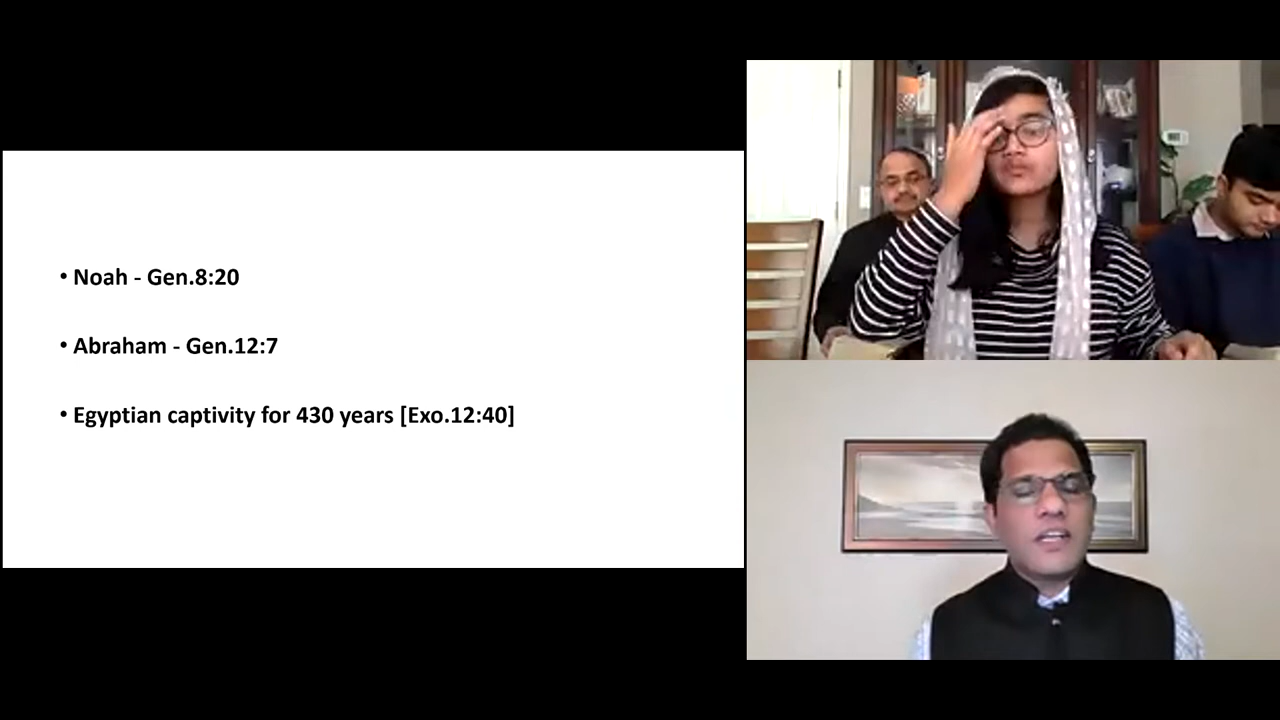 • Noah - Gen.8:20
• Abraham - Gen.12:7
• Egyptian captivity for 430 years [Exo.12:40]